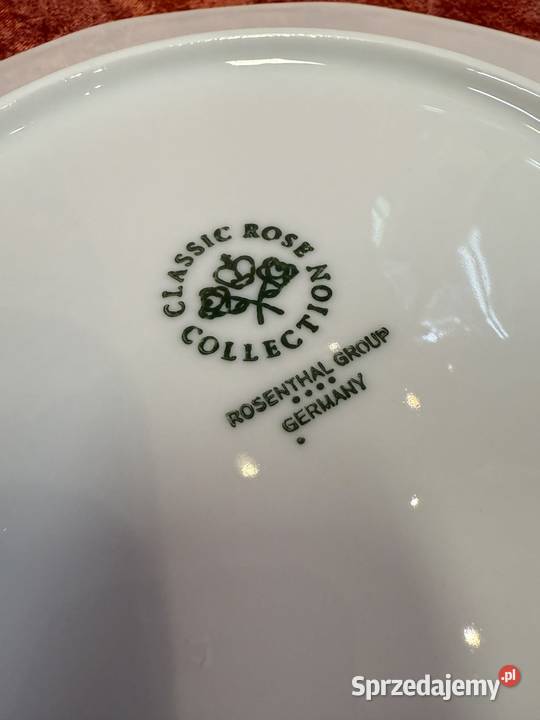 CLASSIC ROSE
COLLECTION
ROSENTHAL GROUP
GERMANY
Sprzedajemy.pl